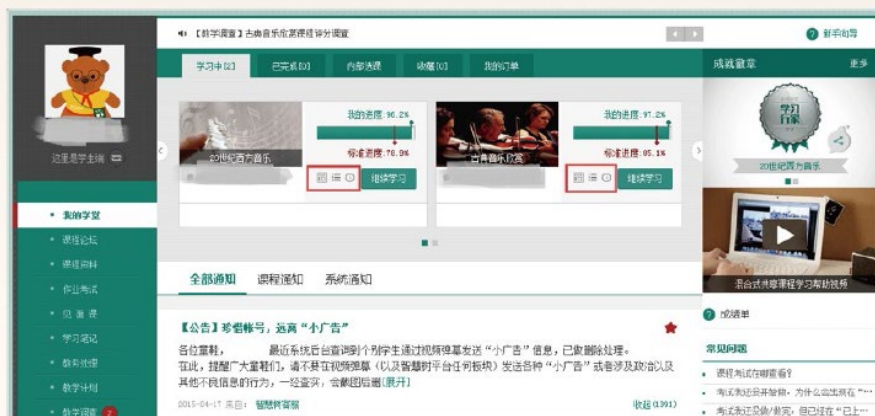 【教学调查】古典音乐欣赏课程评分调查
新手向导
这里是学生端
我的学堂
课程论坛
课程资料
作业考试
见面课
学习笔记
教务处理
教学计划
教学调查
学习中[2]
已完成[0]
内部选课
收藏[0]
我的订单
20世纪西方音乐
我的进度:96.2%
标准进度:78.9%
继续学习
古典音乐欣赏
我的进度:97.2%
标准进度:85.1%
继续学习
成就徽章
更多
学习
行家
20世纪西方音乐
混合式共享课程学习帮助视频
成绩单
常见问题
课程考试在哪查看?
考试我还没开始做，为什么会出现在“…
考试我还没做/做完，但已经在“已上…
全部通知
课程通知
系统通知
【公告】珍惜帐号，远离“小广告”
各位童鞋， 最近系统后台查询到个别学生通过视频弹幕发送“小广告”信息，已做删除处理。
在此，提醒广大童鞋们，请不要在视频弹幕（以及智慧树平台任何板块）发送各种“小广告”或者涉及政治以及
其他不良信息的行为，一经查实，会截图后删[展开]
2015-04-17 来自: 智慧树客服
收起(1391)